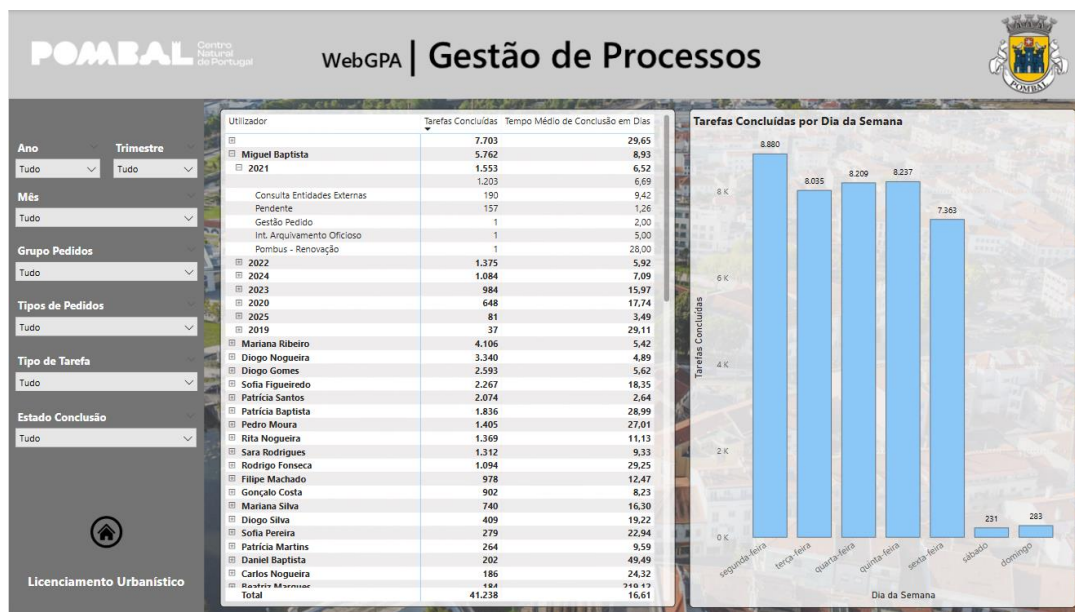 POMBAL Centro Natural de Portugal
WebGPA | Gestão de Processos
POMBAL
Ano
Trimestre
Tudo
Tudo
Mês
Tudo
Grupo Pedidos
Tudo
Tipos de Pedidos
Tudo
Tipo de Tarefa
Tudo
Estado Conclusão
Tudo
Licenciamento Urbanístico
Utilizador Tarefas Concluídas Tempo Médio de Conclusão em Dias
7.703 29,65
Miguel Baptista 5.762 8,93
2021 1.553 6,52
1.203 6,69
Consulta Entidades Externas 190 9,42
Pendente 157 1,26
Gestão Pedido 1 2,00
Int. Arquivamento Oficioso 1 5,00
Pombus - Renovação 1 28,00
2022 1.375 5,92
2024 1.084 7,09
2023 984 15,97
2020 648 17,74
2025 81 3,49
2019 37 29,11
Mariana Ribeiro 4.106 5,42
Diogo Nogueira 3.340 4,89
Diogo Gomes 2.593 5,62
Sofia Figueiredo 2.267 18,35
Patrícia Santos 2.074 2,64
Patrícia Baptista 1.836 28,99
Pedro Moura 1.405 27,01
Rita Nogueira 1.369 11,13
Sara Rodrigues 1.312 9,33
Rodrigo Fonseca 1.094 29,25
Filipe Machado 978 12,47
Gonçalo Costa 902 8,23
Mariana Silva 740 16,30
Diogo Silva 409 19,22
Sofia Pereira 279 22,94
Patrícia Martins 264 9,59
Daniel Baptista 202 49,49
Carlos Nogueira 186 24,32
Beatriz Marques 184 219,12
Total 41.238 16,61
Tarefas Concluídas por Dia da Semana
8.880
8.035
8.209
8.237
7.363
231
283
8 K
6 K
4 K
2 K
0 K
Tarefas Concluídas
segunda-feira
terça-feira
quarta-feira
quinta-feira
sexta-feira
sábado
domingo
Dia da Semana